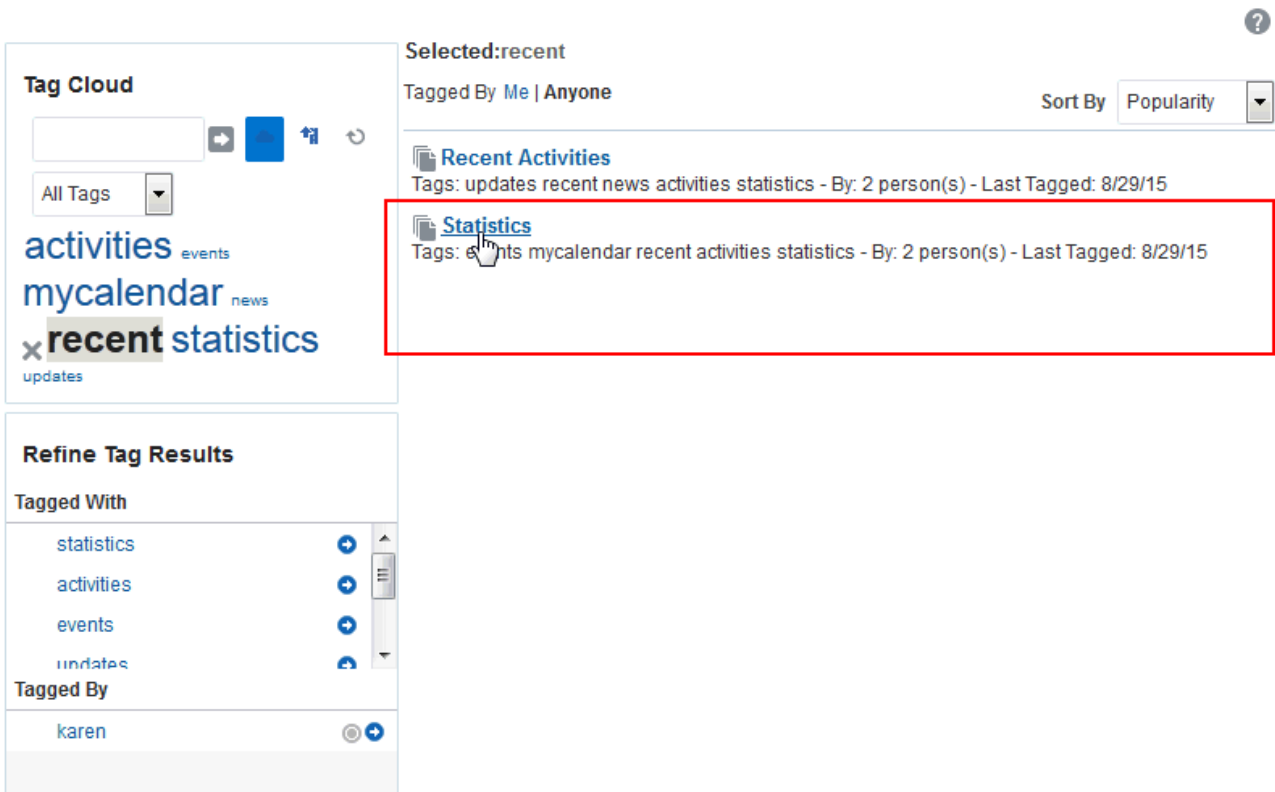 Tag Cloud
All Tags
activities events
mycalendar news
recent statistics
updates
Refine Tag Results
Tagged With
statistics
activities
events
updates
Tagged By
karen
Selected:recent
Tagged By Me | Anyone
Sort By Popularity
Recent Activities
Tags: updates recent news activities statistics - By: 2 person(s) - Last Tagged: 8/29/15
Statistics
Tags: events mycalendar recent activities statistics - By: 2 person(s) - Last Tagged: 8/29/15